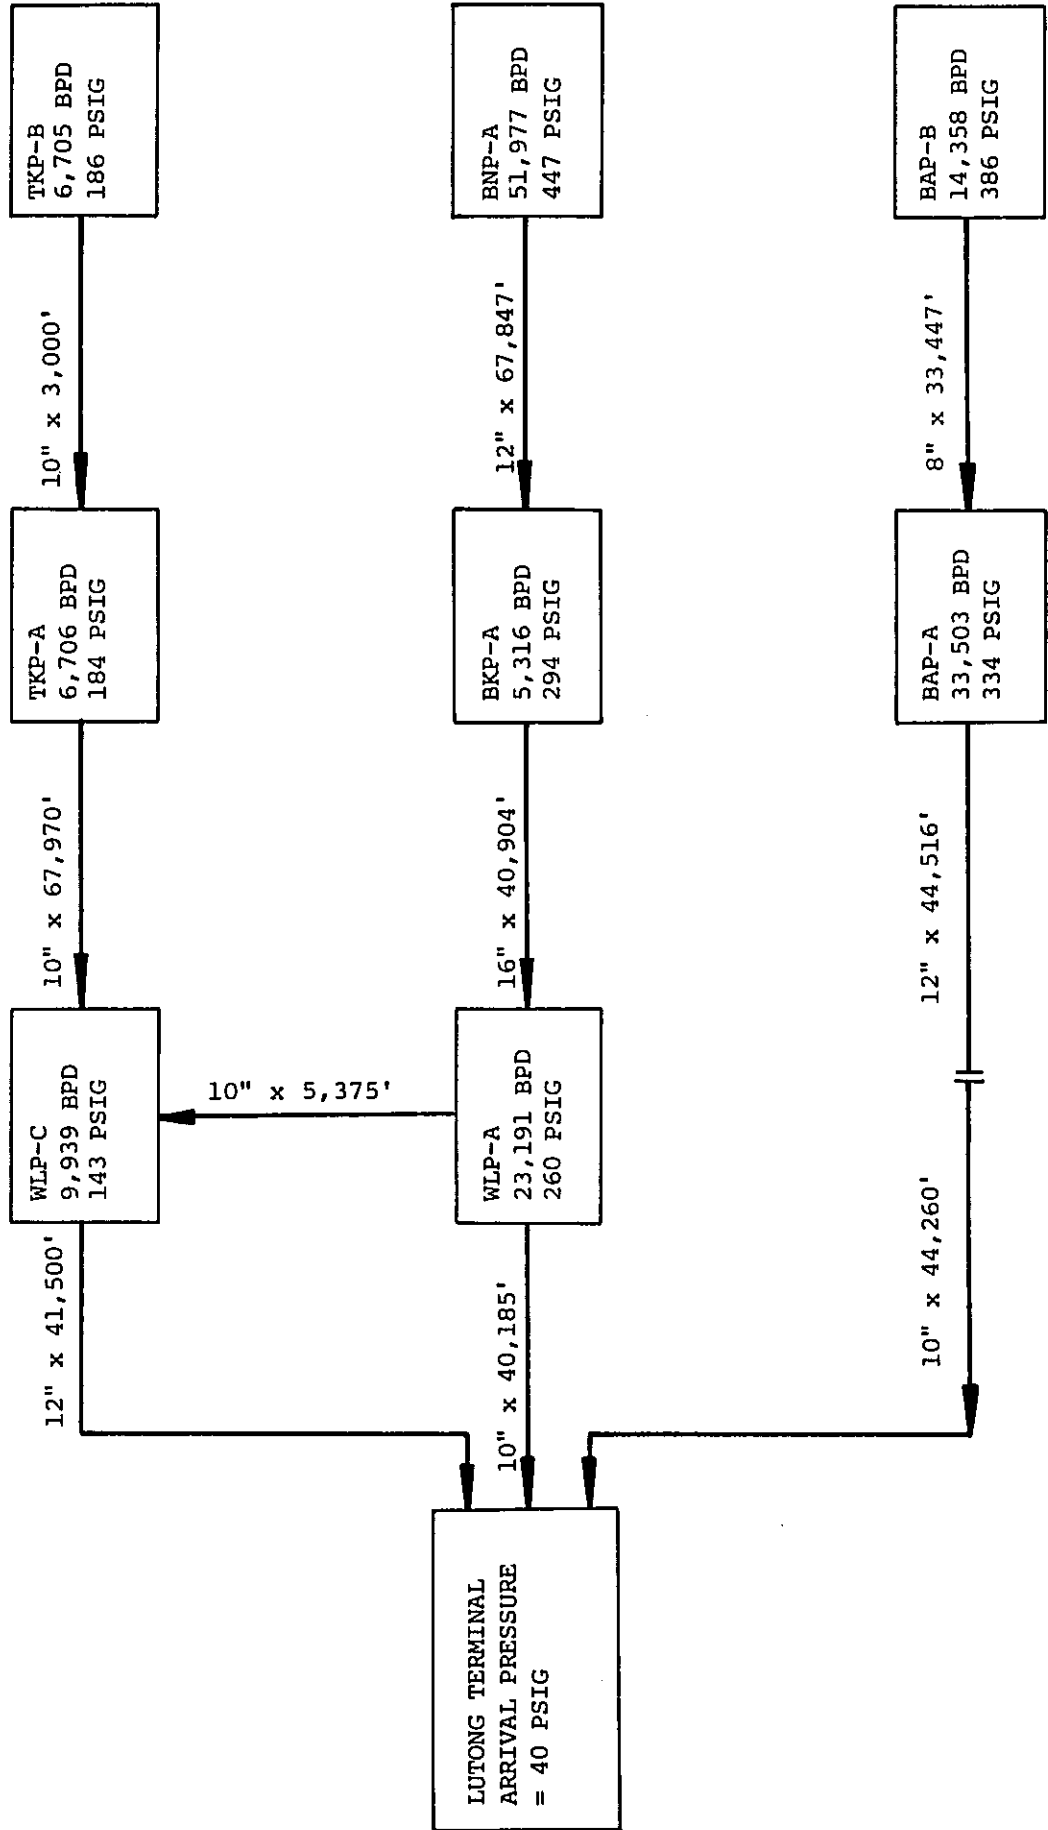 TKP-B
6,705 BPD
186 PSIG
10" x 3,000'
TKP-A
6,706 BPD
184 PSIG
10" x 67,970'
WLP-C
9,939 BPD
143 PSIG
12" x 41,500'
BNP-A
51,977 BPD
447 PSIG
12" x 67,847'
BKP-A
5,316 BPD
294 PSIG
16" x 40,904'
WLP-A
23,191 BPD
260 PSIG
10" x 5,375'
10" x 40,185'
BAP-B
14,358 BPD
386 PSIG
8" x 33,447'
BAP-A
33,503 BPD
334 PSIG
12" x 44,516'
10" x 44,260'
LUTONG TERMINAL
ARRIVAL PRESSURE
= 40 PSIG